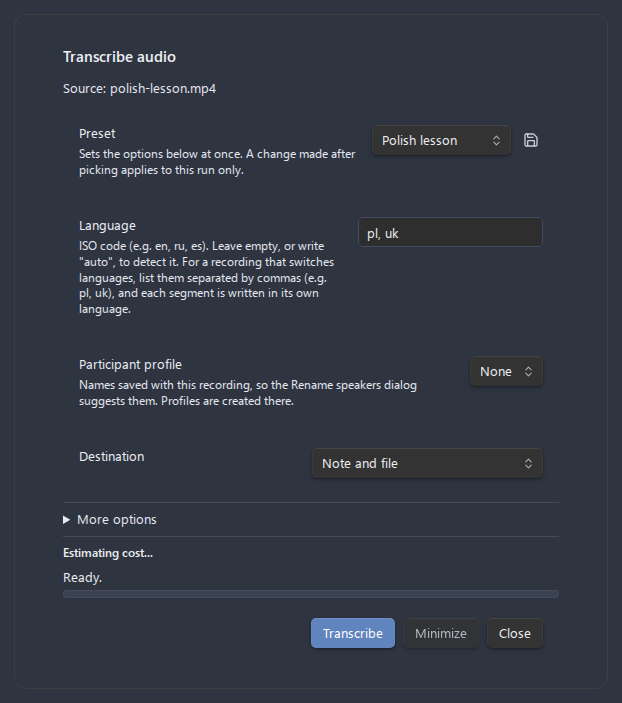 Transcribe audio
Source: polish-lesson.mp4
Preset
Sets the options below at once. A change made after
picking applies to this run only.
Polish lesson
Language
ISO code (e.g. en, ru, es). Leave empty, or write
"auto", to detect it. For a recording that switches
languages, list them separated by commas (e.g.
pl, uk), and each segment is written in its own
language.
pl, uk
Participant profile
Names saved with this recording, so the Rename speakers dialog
suggests them. Profiles are created there.
None
Destination
Note and file
More options
Estimating cost...
Ready.
Transcribe
Minimize
Close